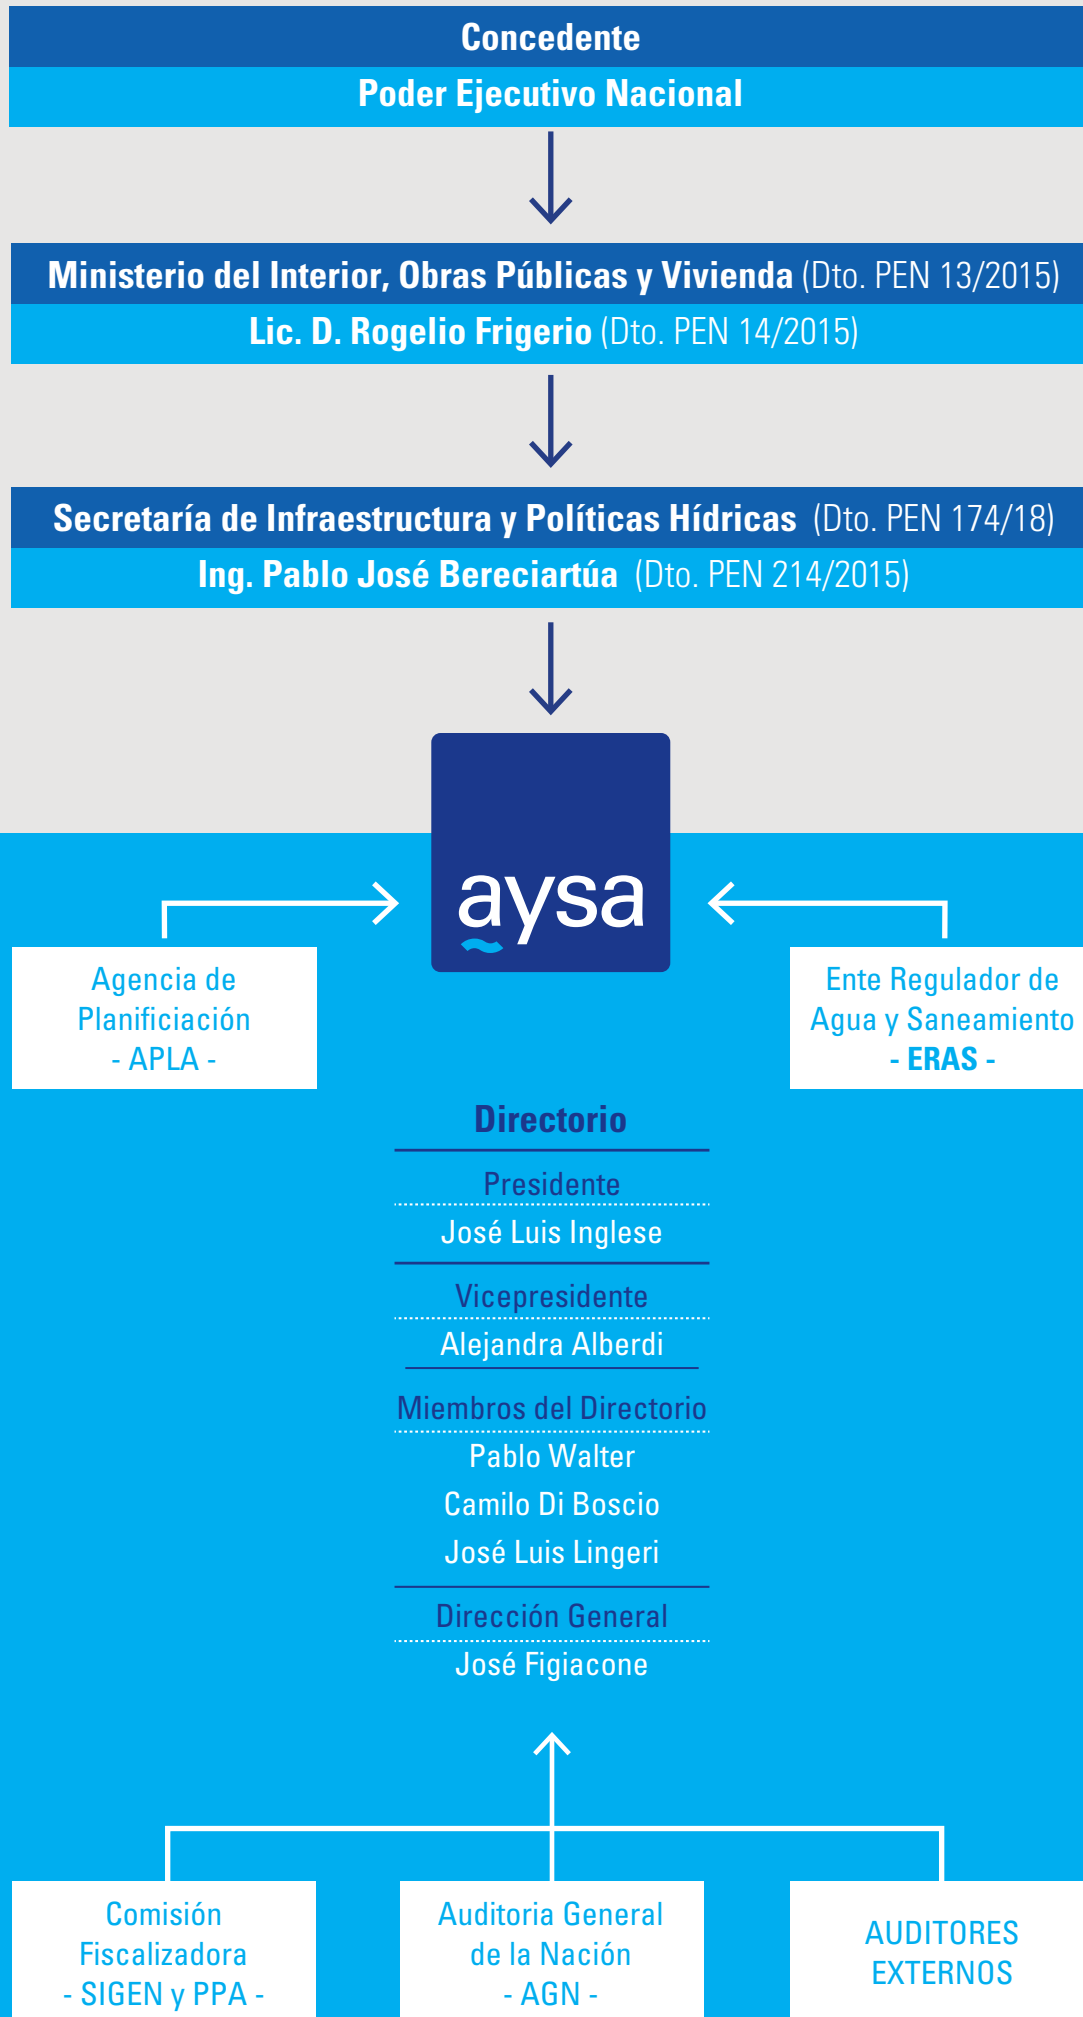 Concedente
Poder Ejecutivo Nacional
Ministerio del Interior, Obras Públicas y Vivienda (Dto. PEN 13/2015)
Lic. D. Rogelio Frigerio (Dto. PEN 14/2015)
Secretaría de Infraestructura y Políticas Hídricas (Dto. PEN 174/18)
Ing. Pablo José Bereciartúa (Dto. PEN 214/2015)
aysa
Agencia de
Planificiación
- APLA -
Ente Regulador de
Agua y Saneamiento
- ERAS -
Directorio
Presidente
José Luis Inglese
Vicepresidente
Alejandra Alberdi
Miembros del Directorio
Pablo Walter
Camilo Di Boscio
José Luis Lingeri
Dirección General
José Figiacone
Comisión
Fiscalizadora
- SIGEN y PPA -
Auditoria General
de la Nación
- AGN -
AUDITORES
EXTERNOS